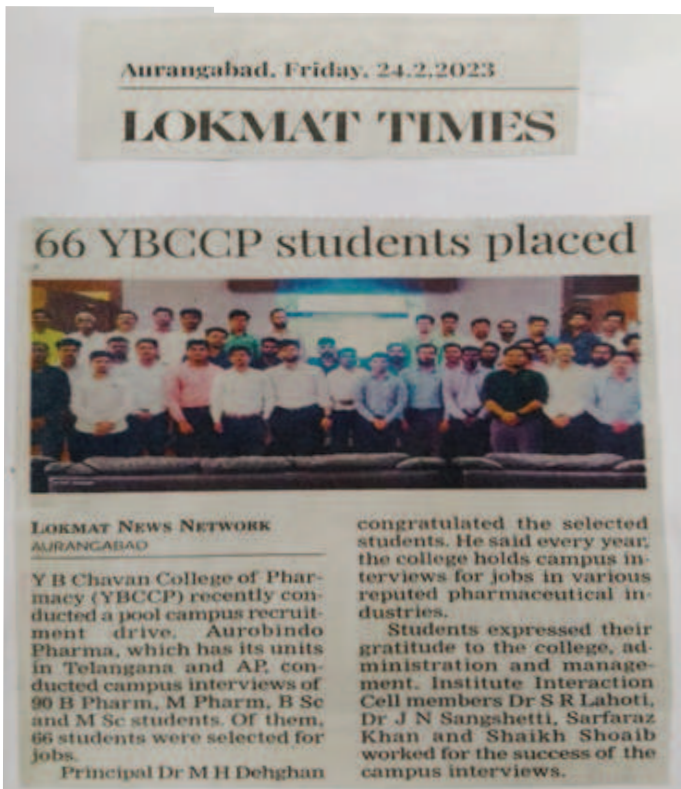 Aurangabad, Friday, 24.2.2023
LOKMAT TIMES
66 YBCCP students placed
LOKMAT NEWS NETWORK
AURANGABAD
Y B Chavan College of Phar-
macy (YBCCP) recently con-
ducted a pool campus recruit-
ment drive. Aurobindo
Pharma, which has its units
in Telangana and AP, con-
ducted campus interviews of
90 B Pharm, M Pharm, B Sc
and M Sc students. Of them,
66 students were selected for
jobs.
Principal Dr M H Dehghan
congratulated the selected
students. He said every year,
the college holds campus in-
terviews for jobs in various
reputed pharmaceutical in-
dustries.
Students expressed their
gratitude to the college, ad-
ministration and manage-
ment. Institute Interaction
Cell members Dr S R Lahoti,
Dr J N Sangshetti, Sarfaraz
Khan and Shaikh Shoaib
worked for the success of the
campus interviews.